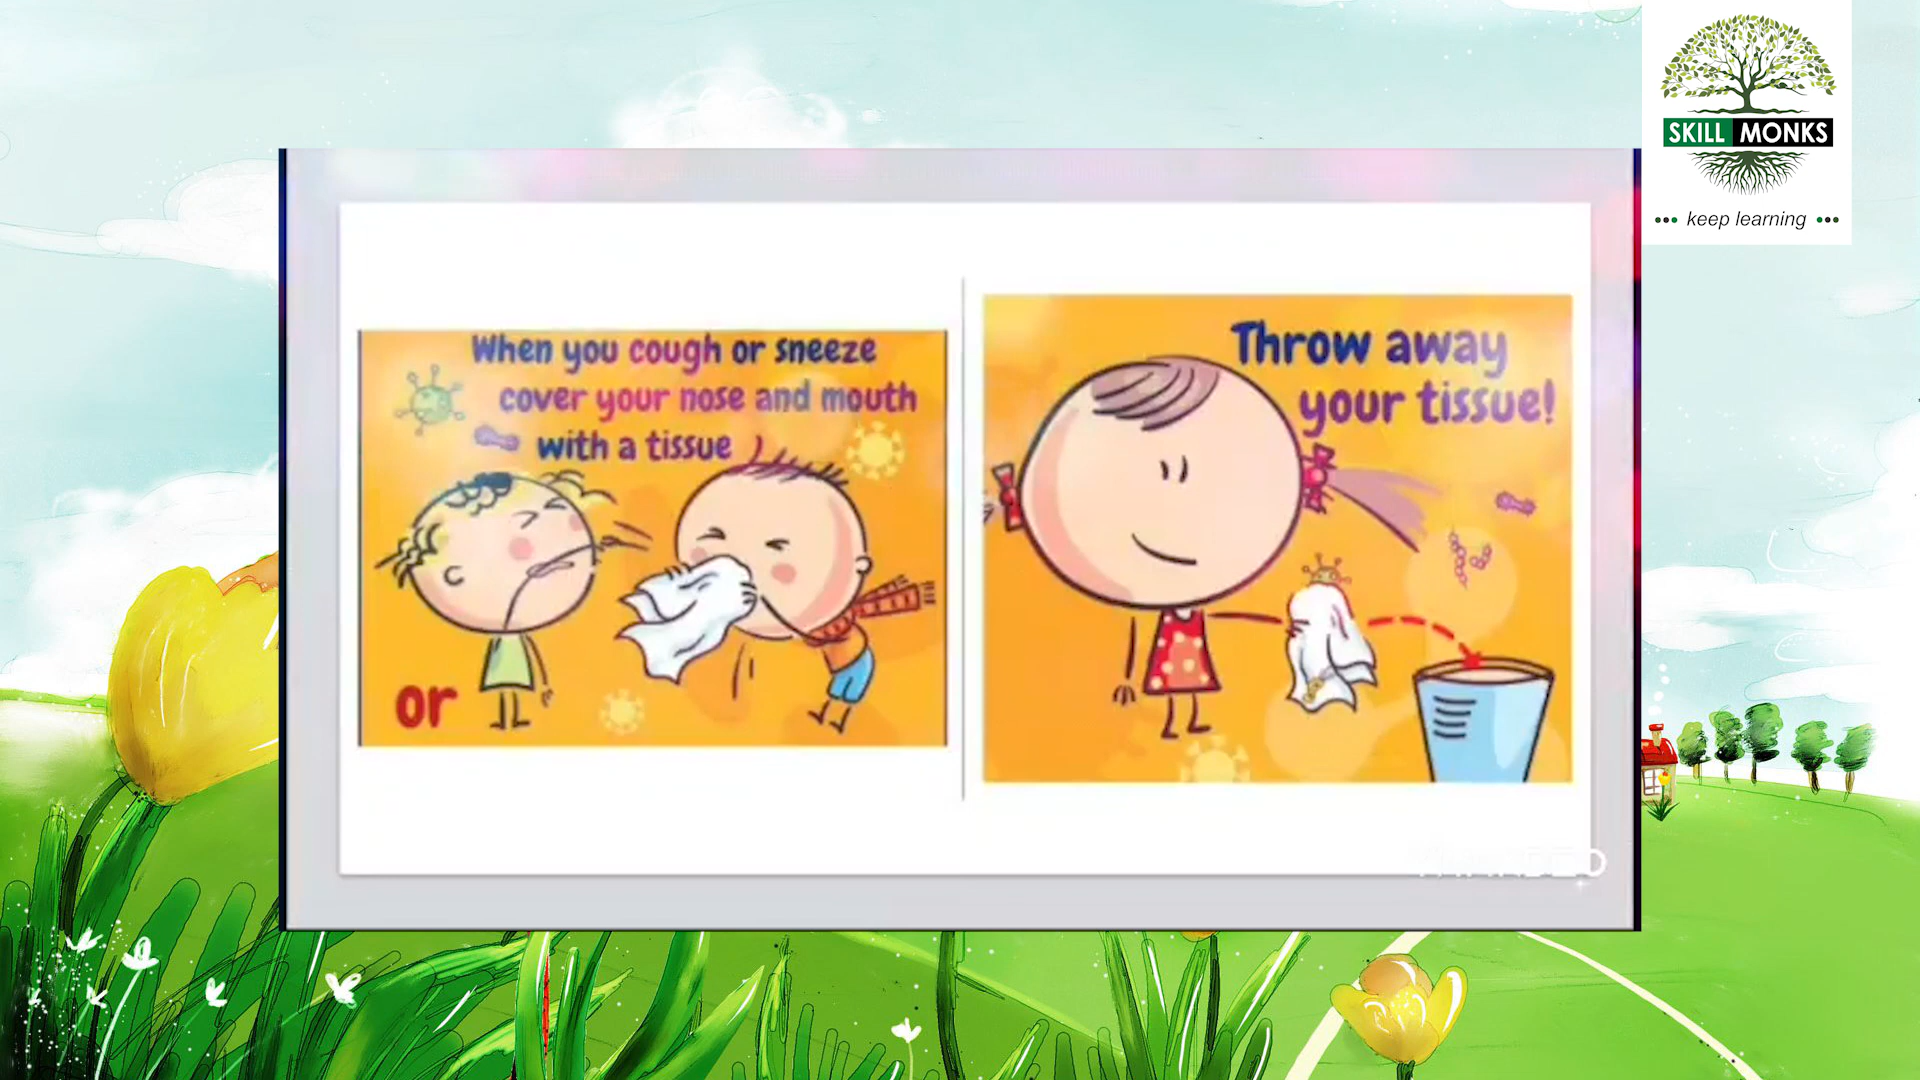 When you cough or sneeze
cover your nose and mouth
with a tissue
or
Throw away
your tissue!
SKILL MONKS
keep learning